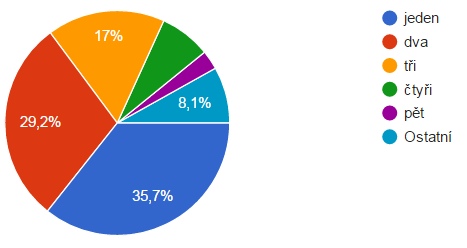 17%
29,2%
8,1%
35,7%
jeden
dva
tři
čtyři
pět
Ostatní